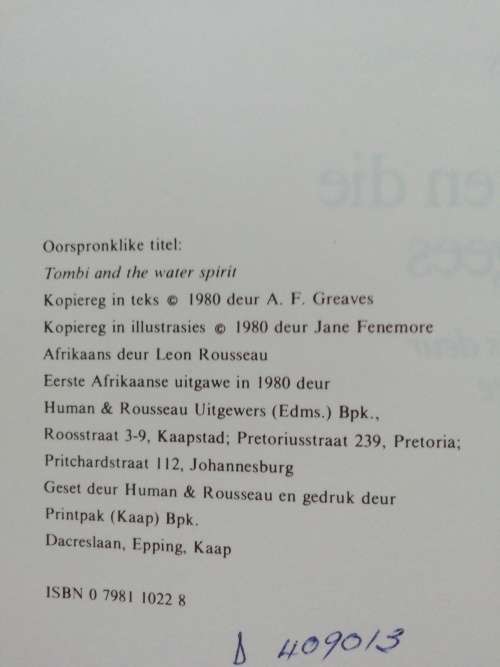 Oorspronklike titel:
Tombi and the water spirit
Kopiereg in teks © 1980 deur A. F. Greaves
Kopiereg in illustrasies © 1980 deur Jane Fenemore
Afrikaans deur Leon Rousseau
Eerste Afrikaanse uitgawe in 1980 deur
Human & Rousseau Uitgewers (Edms.) Bpk.,
Roosstraat 3-9, Kaapstad; Pretoriusstraat 239, Pretoria;
Pritchardstraat 112, Johannesburg
Geset deur Human & Rousseau en gedruk deur
Printpak (Kaap) Bpk.
Dacreslaan, Epping, Kaap
ISBN 0 7981 1022 8
409013